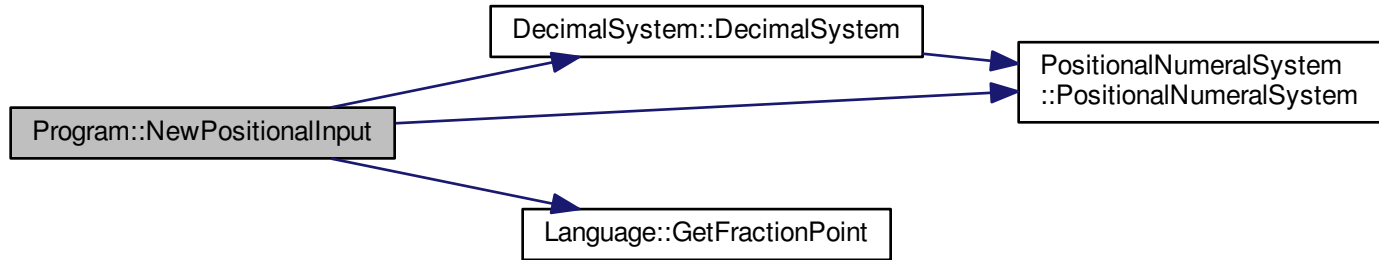 DecimalSystem::DecimalSystem
PositionalNumeralSystem
::PositionalNumeralSystem
Program::NewPositionalInput
Language::GetFractionPoint